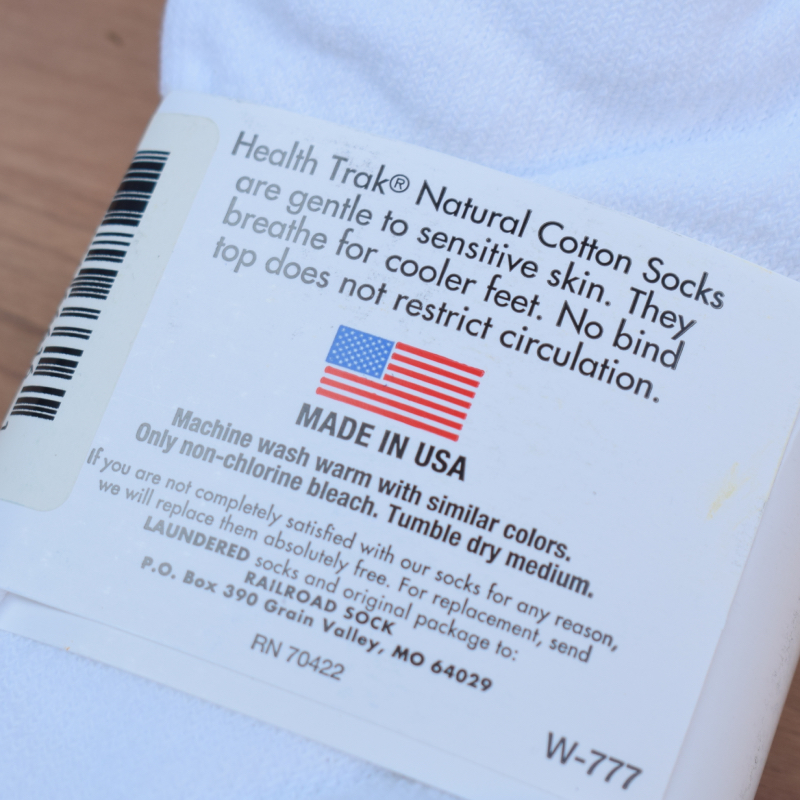 Health Trak® Natural Cotton Socks
are gentle to sensitive skin. They
breathe for cooler feet. No bind
top does not restrict circulation.
MADE IN USA
Machine wash warm with similar colors.
Only non-chlorine bleach. Tumble dry medium.
If you are not completely satisfied with our socks for any reason,
we will replace them absolutely free. For replacement, send
LAUNDERED socks and original package to:
RAILROAD SOCK
P.O. Box 390 Grain Valley, MO 64029
RN 70422
W-777